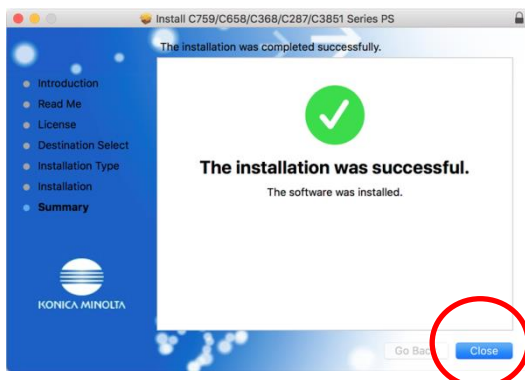 Install C759/C658/C368/C287/C3851 Series PS
The installation was completed successfully.
Introduction
Read Me
License
Destination Select
Installation Type
Installation
Summary
The installation was successful.
The software was installed.
KONICA MINOLTA
Go Back
Close